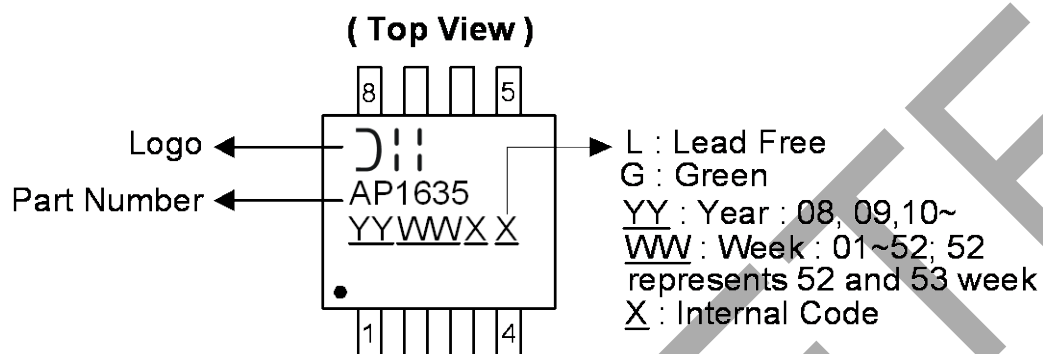 ( Top View )
8 5
Logo
AP1635
Part Number
YYWWX X
1 4
L : Lead Free
G : Green
YY : Year : 08, 09,10~
WW : Week : 01~52; 52
represents 52 and 53 week
X : Internal Code